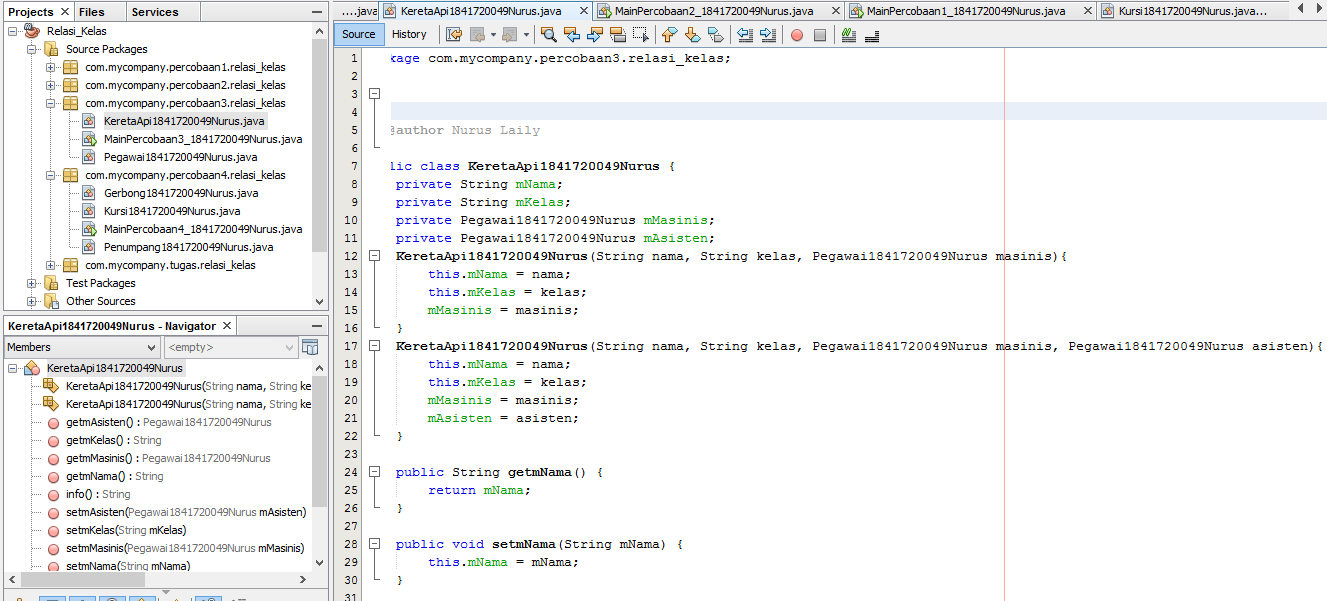 Projects
Files
Services
Relasi_Kelas
Source Packages
com.mycompany.percobaan1.relasi_kelas
com.mycompany.percobaan2.relasi_kelas
com.mycompany.percobaan3.relasi_kelas
KeretaApi1841720049Nurus.java
MainPercobaan3_1841720049Nurus.java
Pegawai1841720049Nurus.java
com.mycompany.percobaan4.relasi_kelas
Gerbong1841720049Nurus.java
Kursi1841720049Nurus.java
MainPercobaan4_1841720049Nurus.java
Penumpang1841720049Nurus.java
com.mycompany.tugas.relasi_kelas
Test Packages
Other Sources
KeretaApi1841720049Nurus - Navigator
Members
<empty>
KeretaApi1841720049Nurus
KeretaApi1841720049Nurus(String nama, String ke
KeretaApi1841720049Nurus(String nama, String ke
getmAsisten() : Pegawai1841720049Nurus
getmKelas() : String
getmMasinis() : Pegawai1841720049Nurus
getmNama() : String
info() : String
setmAsisten(Pegawai1841720049Nurus mAsisten)
setmKelas(String mKelas)
setmMasinis(Pegawai1841720049Nurus mMasinis)
setmNama(String mNama)
....java
KeretaApi1841720049Nurus.java
MainPercobaan2_1841720049Nurus.java
MainPercobaan1_1841720049Nurus.java
Kursi1841720049Nurus.java...
Source
History
1 kage com.mycompany.percobaan3.relasi_kelas;
2
3
4
5 @author Nurus Laily
6
7 lic class KeretaApi1841720049Nurus {
8 private String mNama;
9 private String mKelas;
10 private Pegawai1841720049Nurus mMasinis;
11 private Pegawai1841720049Nurus mAsisten;
12 KeretaApi1841720049Nurus(String nama, String kelas, Pegawai1841720049Nurus masinis){
13 this.mNama = nama;
14 this.mKelas = kelas;
15 mMasinis = masinis;
16 }
17 KeretaApi1841720049Nurus(String nama, String kelas, Pegawai1841720049Nurus masinis, Pegawai1841720049Nurus asisten){
18 this.mNama = nama;
19 this.mKelas = kelas;
20 mMasinis = masinis;
21 mAsisten = asisten;
22 }
23
24 public String getmNama() {
25 return mNama;
26 }
27
28 public void setmNama(String mNama) {
29 this.mNama = mNama;
30 }
31